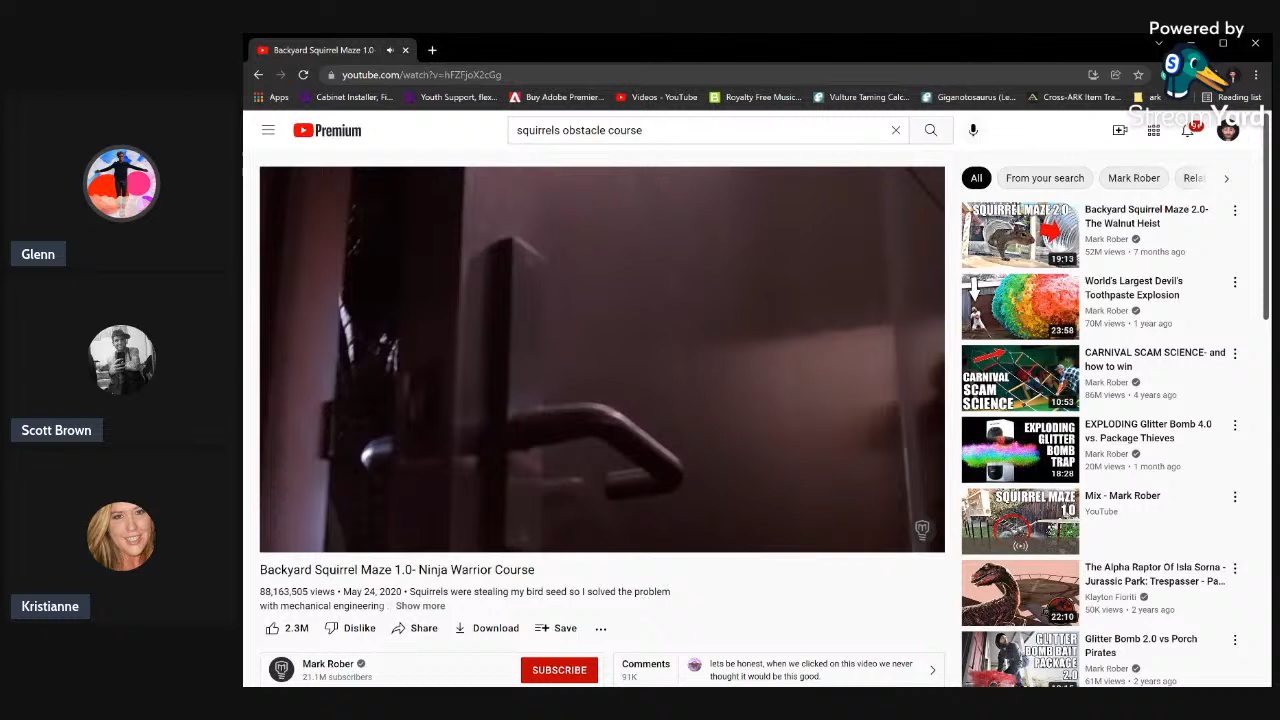 Powered by
StreamYard
Glenn
Scott Brown
Kristianne
Backyard Squirrel Maze 1.0-
youtube.com/watch?v=hFZFjoX2cGg
Apps
Cabinet Installer, Fi...
Youth Support, flex...
Buy Adobe Premier...
Videos - YouTube
Royalty Free Music...
Vulture Taming Calc...
Giganotosaurus (Le...
Cross-ARK Item Tra...
ark
Reading list
Premium
squirrels obstacle course
All
From your search
Mark Rober
Rela
SQUIRREL MAZE 2.0
19:13
Backyard Squirrel Maze 2.0-
The Walnut Heist
Mark Rober
52M views • 7 months ago
23:58
World's Largest Devil's
Toothpaste Explosion
Mark Rober
70M views • 1 year ago
CARNIVAL
SCAM
SCIENCE
10:53
CARNIVAL SCAM SCIENCE- and
how to win
Mark Rober
86M views • 4 years ago
EXPLODING
GLITTER
BOMB
TRAP
18:28
EXPLODING Glitter Bomb 4.0
vs. Package Thieves
Mark Rober
20M views • 1 month ago
SQUIRREL MAZE
1.0
Mix - Mark Rober
YouTube
22:10
The Alpha Raptor Of Isla Sorna -
Jurassic Park: Trespasser - Pa...
Klayton Fioriti
50K views • 2 years ago
GLITTER
BOMB BAIT
PACKAGE
2.0
Glitter Bomb 2.0 vs Porch
Pirates
Mark Rober
61M views • 2 years ago
Backyard Squirrel Maze 1.0- Ninja Warrior Course
88,163,505 views • May 24, 2020 • Squirrels were stealing my bird seed so I solved the problem
with mechanical engineering . Show more
2.3M
Dislike
Share
Download
Save
Mark Rober
21.1M subscribers
SUBSCRIBE
Comments
91K
lets be honest, when we clicked on this video we never
thought it would be this good.